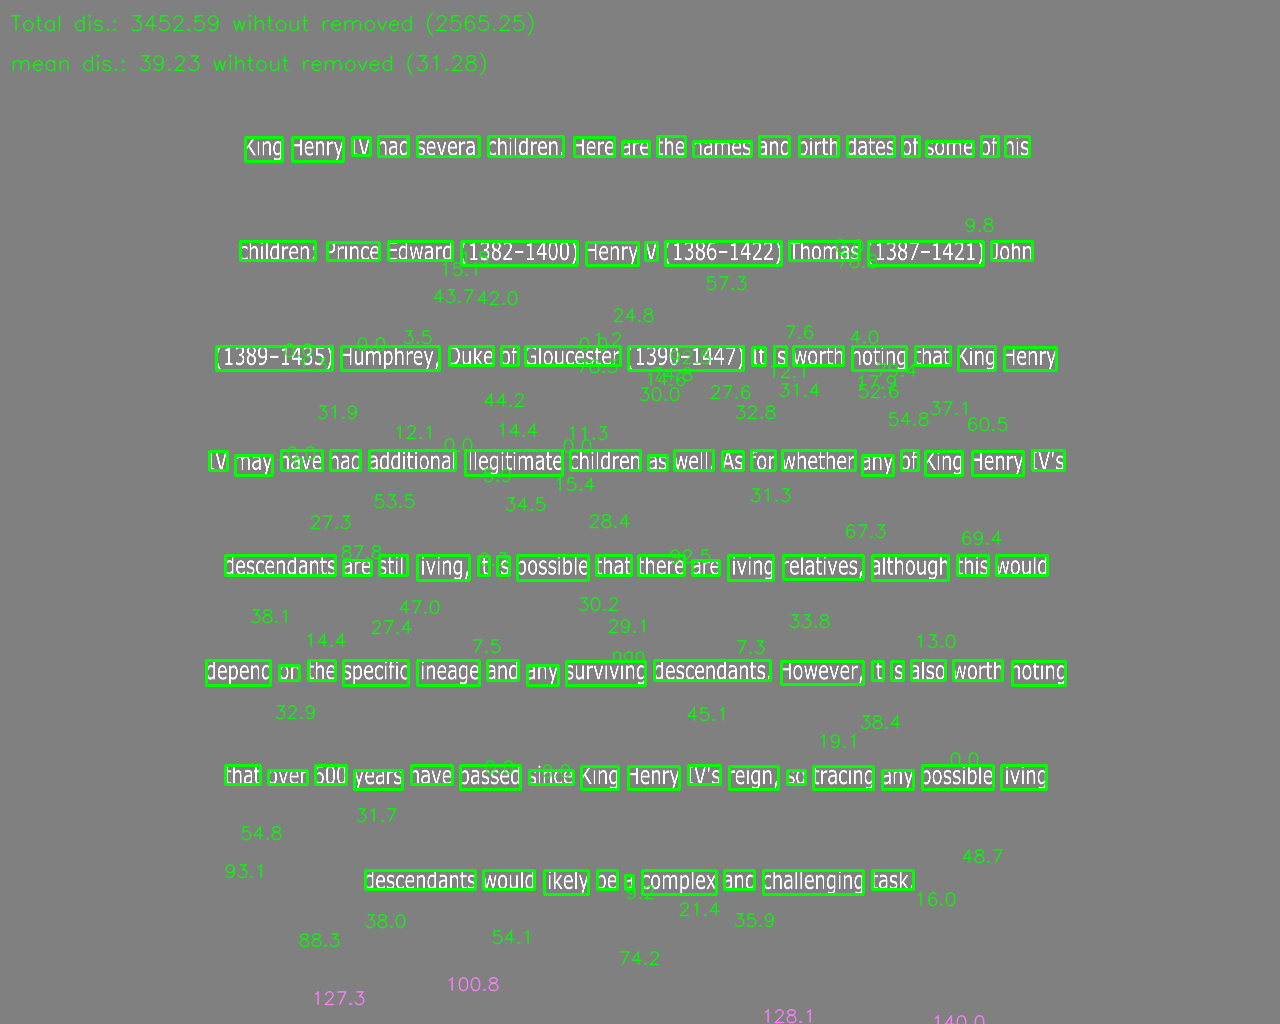 Total dis.: 3452.59 wihtout removed (2565.25)
mean dis.: 39.23 wihtout removed (31.28)
King Henry IV had several children. Here are the names and birth dates of some of his
9.8
children: Prince Edward (1382-1400) Henry V (1386-1422) Thomas (1387-1421) John
15.1 57.3
43.7 42.0
24.8
3.5 7.6 4.0
(1389-1435) Humphrey, Duke of Gloucester (1390-1447) It is worth noting that King Henry
30.0 27.6 31.4 52.6
31.9 44.2 32.8 54.8 37.1 60.5
12.1 14.4 11.3
0.0 0.0
IV may have had additional illegitimate children as well. As for whether any of King Henry IV's
15.4
53.5 34.5 31.3
27.3 28.4 67.3 69.4
87.8 92.5
descendants are still living, it is possible that there are living relatives, although this would
38.1 47.0 30.2 33.8
27.4 29.1
14.4 7.5 7.3 13.0
depend on the specific lineage and any surviving descendants. However, it is also worth noting
32.9 45.1 38.4
19.1
0.0
that over 600 years have passed since King Henry IV's reign, so tracing any possible living
31.7
54.8
93.1 48.7
descendants would likely be a complex and challenging task.
21.4 16.0
38.0 35.9
88.3 54.1
74.2
100.8
127.3
128.1 140.0